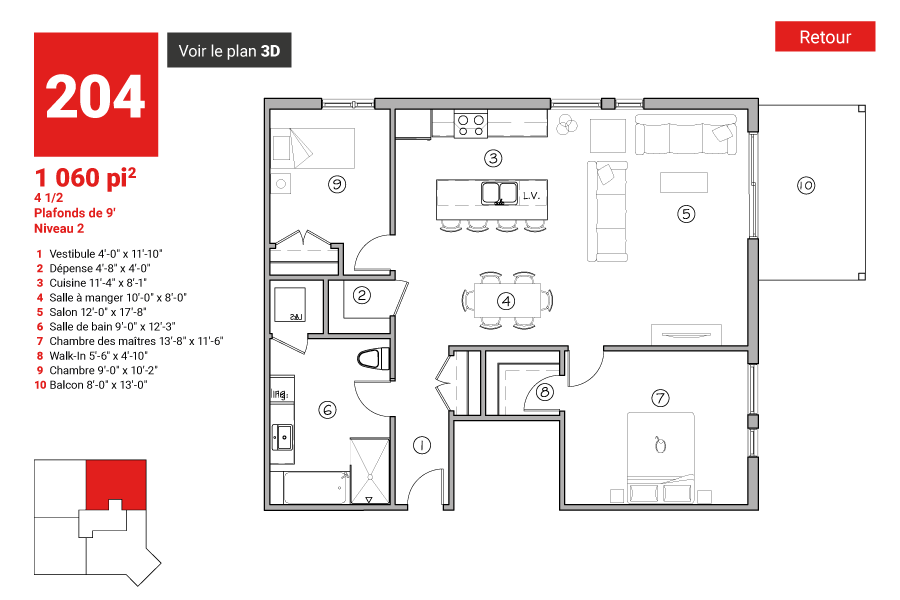 204
Voir le plan 3D
Retour
1 060 pi²
4 1/2
Plafonds de 9'
Niveau 2
1 Vestibule 4'-0" x 11'-10"
2 Dépense 4'-8" x 4'-0"
3 Cuisine 11'-4" x 8'-1"
4 Salle à manger 10'-0" x 8'-0"
5 Salon 12'-0" x 17'-8"
6 Salle de bain 9'-0" x 12'-3"
7 Chambre des maîtres 13'-8" x 11'-6"
8 Walk-In 5'-6" x 4'-10"
9 Chambre 9'-0" x 10'-2"
10 Balcon 8'-0" x 13'-0"
3
9
L.V.
10
5
2
4
8
7
6
1